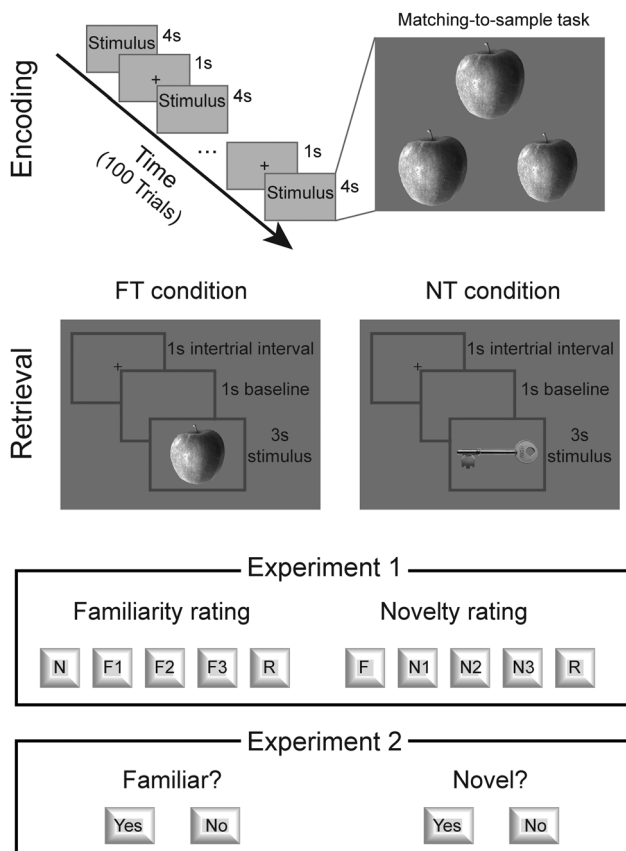 Encoding
Stimulus 4s
+ 1s
Stimulus 4s
...
+ 1s
Stimulus 4s
Time
(100 Trials)
Matching-to-sample task
Retrieval
FT condition
+ 1s intertrial interval
1s baseline
3s
stimulus
NT condition
+ 1s intertrial interval
1s baseline
3s
stimulus
Experiment 1
Familiarity rating
N F1 F2 F3 R
Novelty rating
F N1 N2 N3 R
Experiment 2
Familiar?
Yes No
Novel?
Yes No